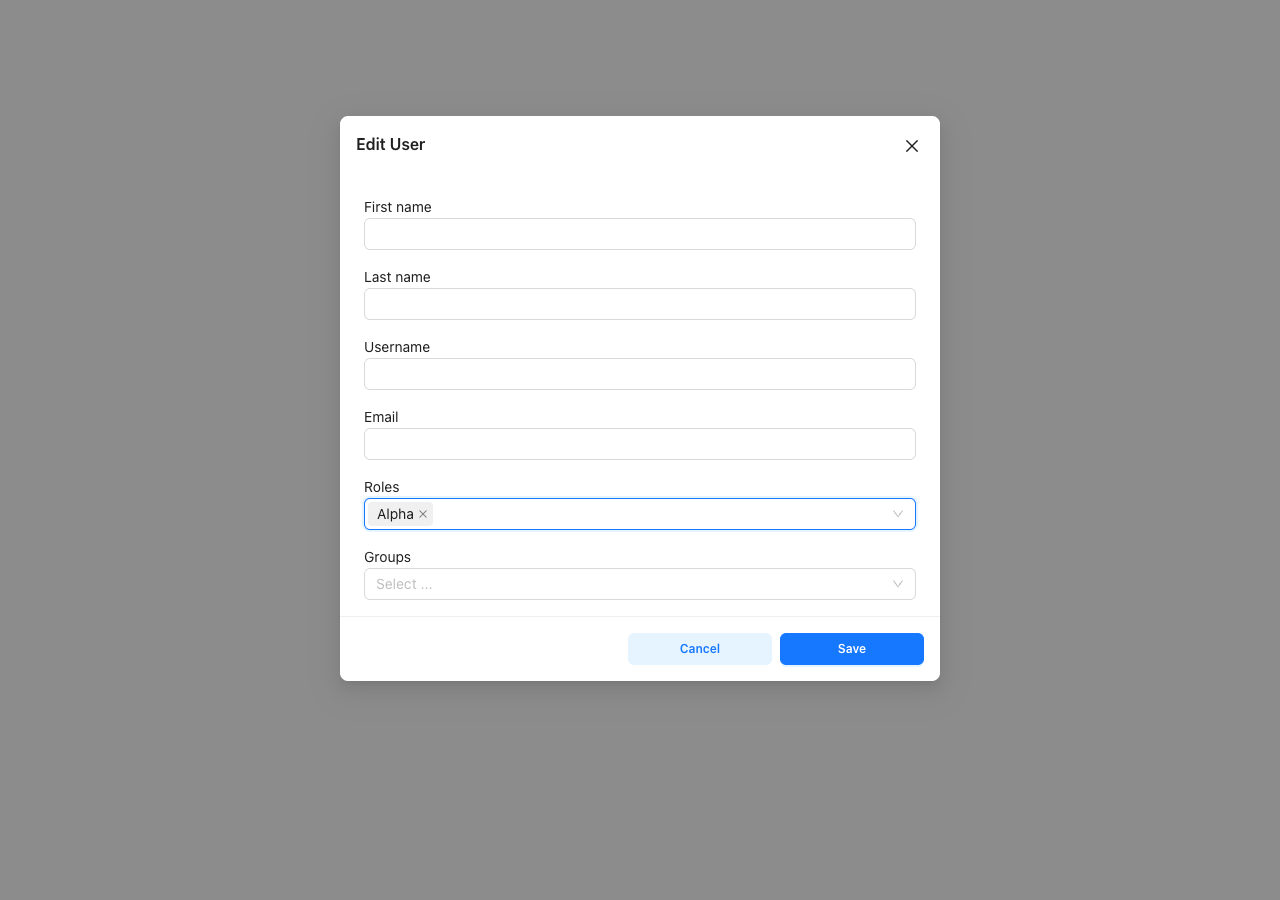 Edit User
First name
Last name
Username
Email
Roles
Alpha
Groups
Select ...
Cancel
Save